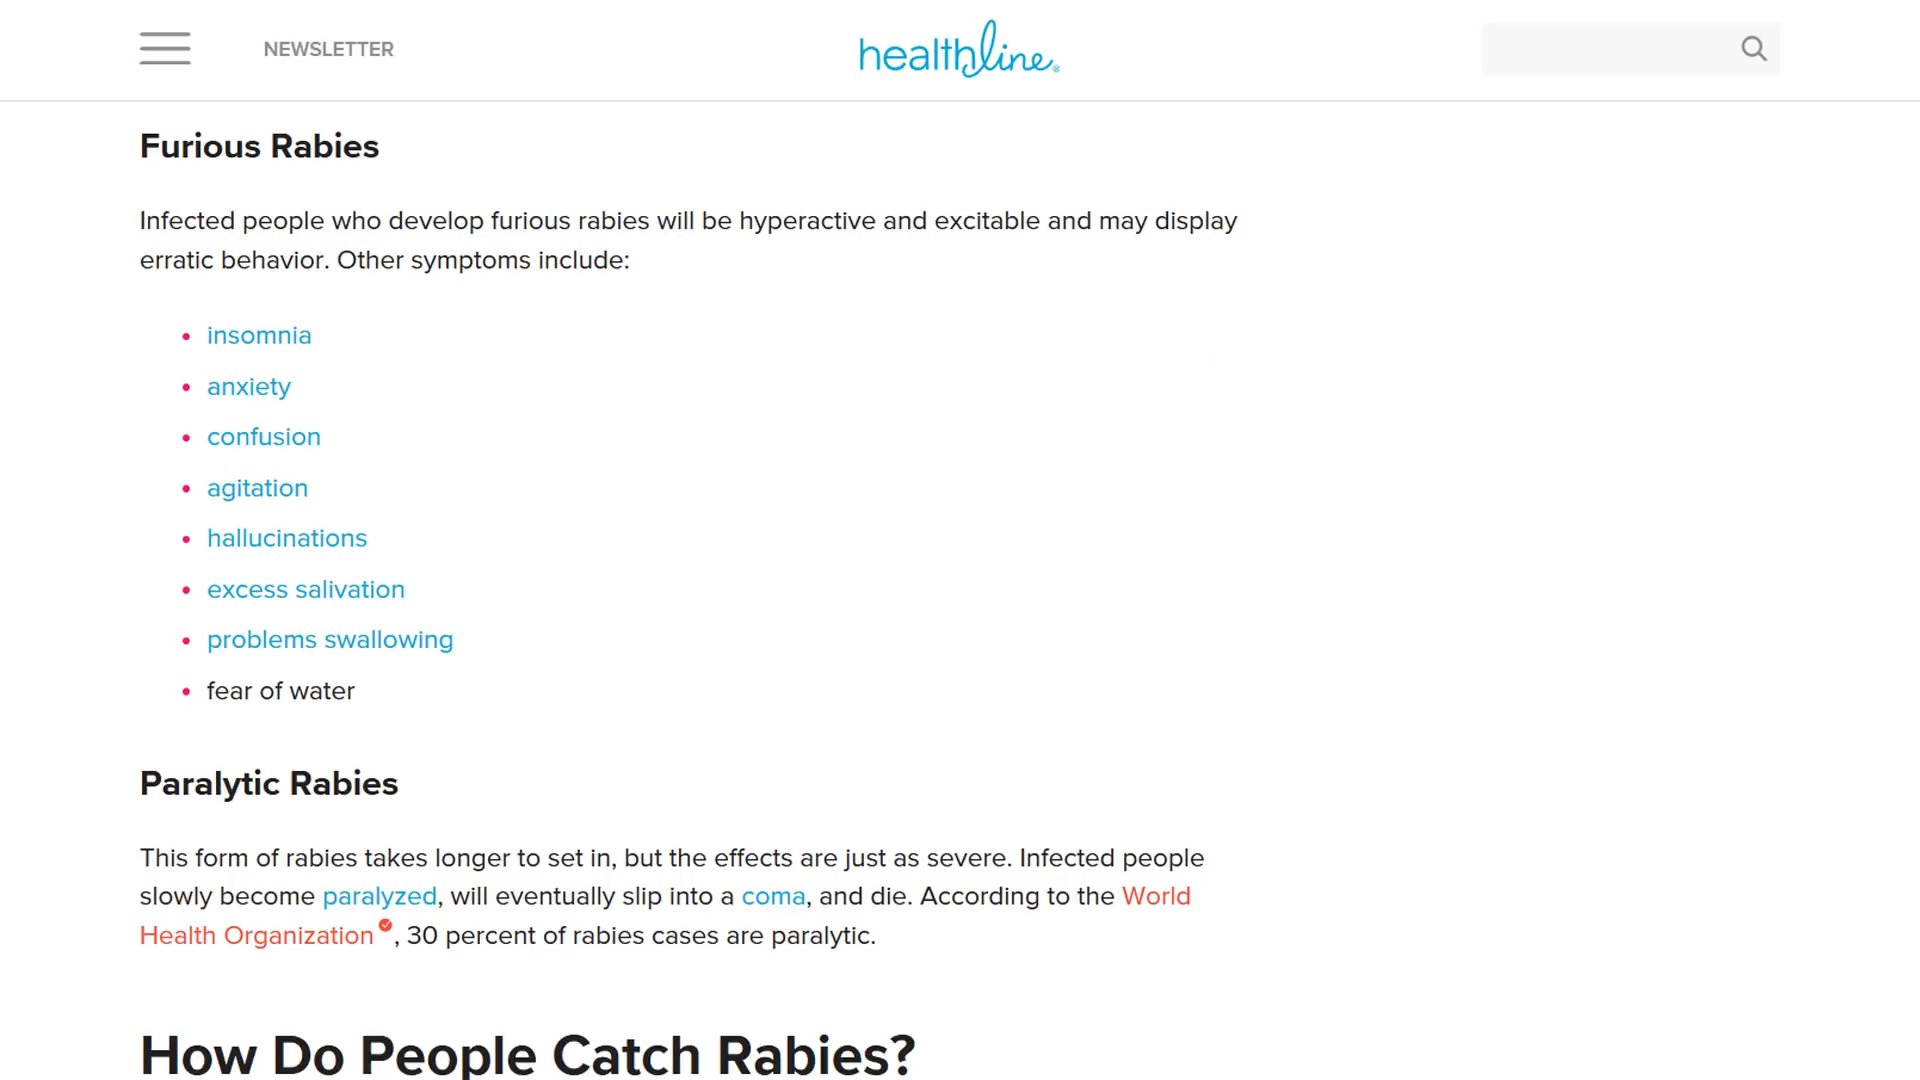 NEWSLETTER
healthline®
Furious Rabies
Infected people who develop furious rabies will be hyperactive and excitable and may display
erratic behavior. Other symptoms include:
• insomnia
• anxiety
• confusion
• agitation
• hallucinations
• excess salivation
• problems swallowing
• fear of water
Paralytic Rabies
This form of rabies takes longer to set in, but the effects are just as severe. Infected people
slowly become paralyzed, will eventually slip into a coma, and die. According to the World
Health Organization, 30 percent of rabies cases are paralytic.
How Do People Catch Rabies?